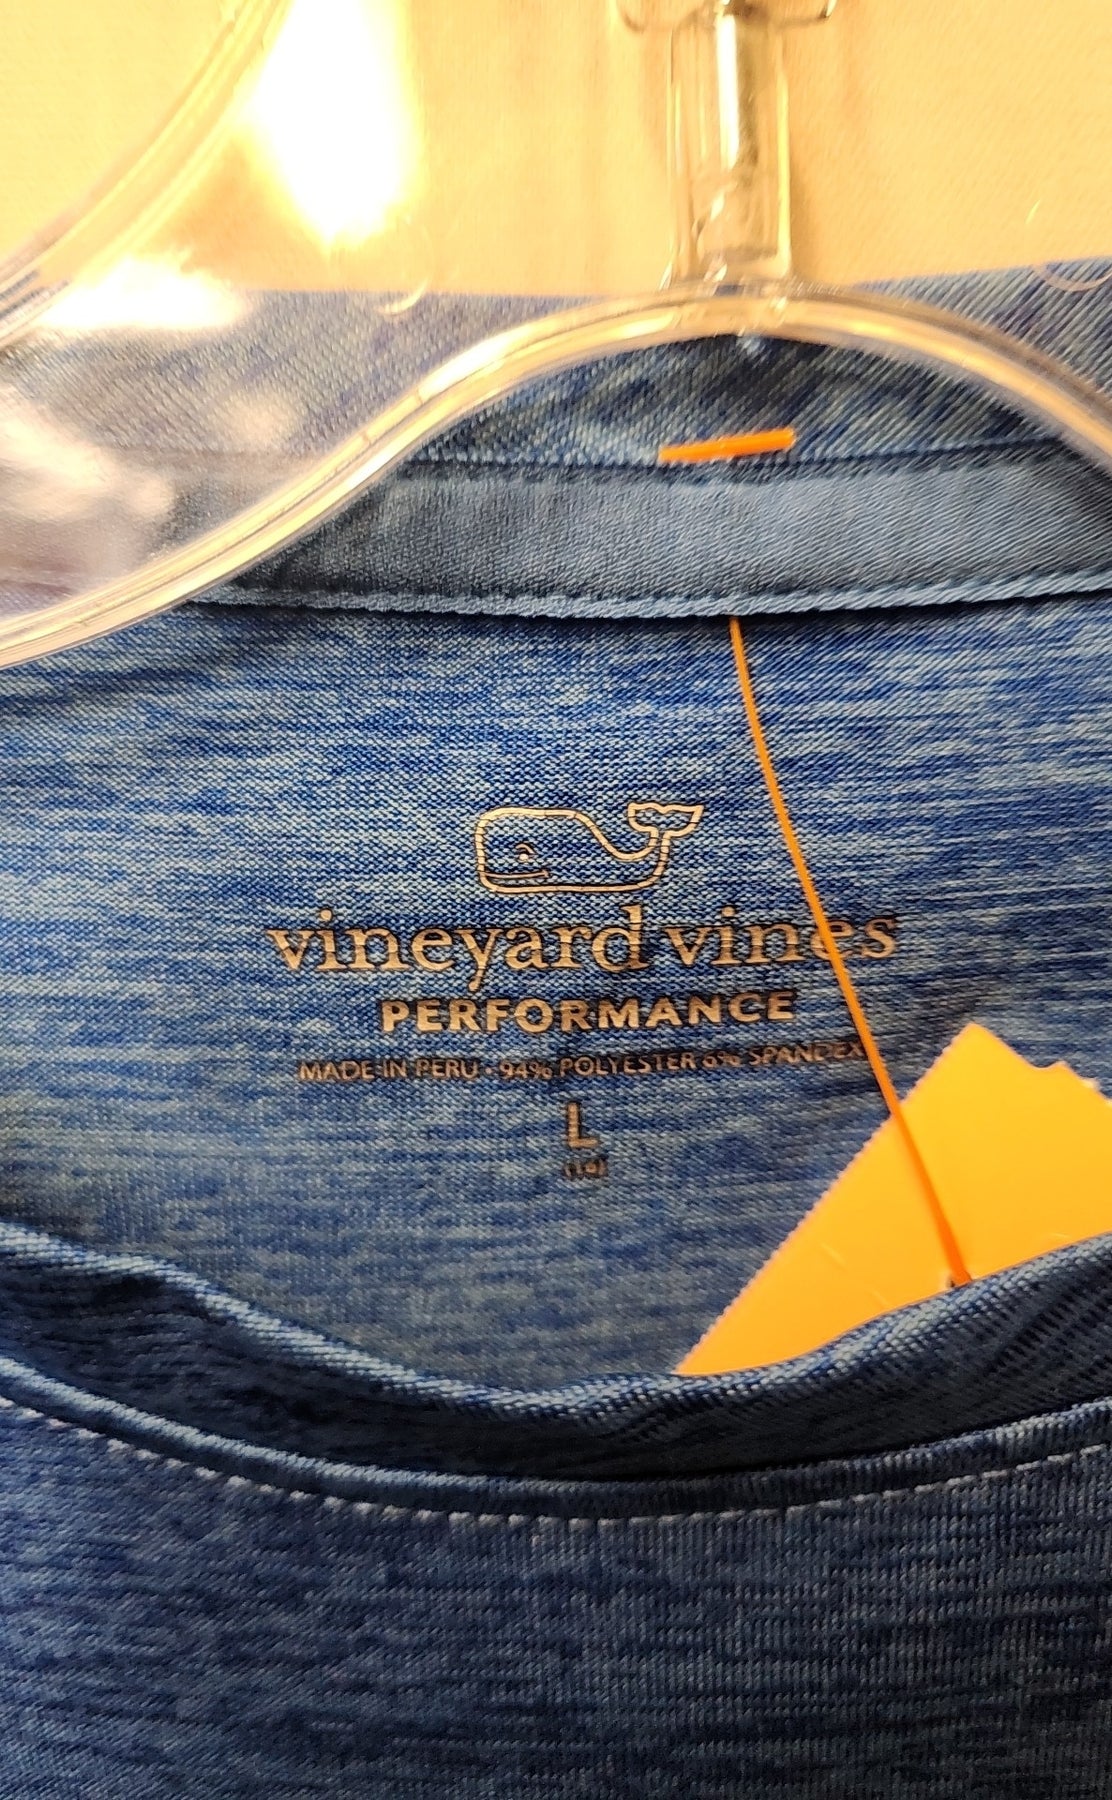 vineyard vines
PERFORMANCE
MADE IN PERU • 94% POLYESTER 6% SPANDEX
L